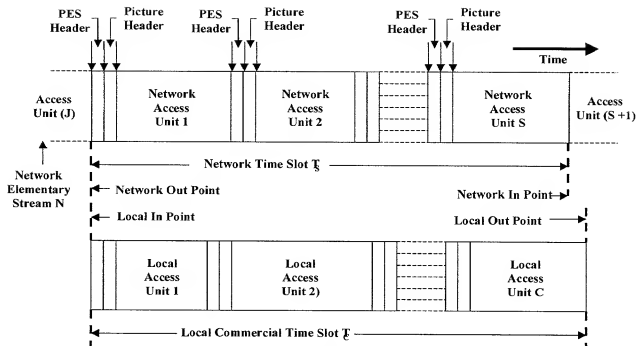 PES
Header
Picture
Header
PES
Header
Picture
Header
PES
Header
Picture
Header
Time
Access
Unit (J)
Network
Access
Unit 1
Network
Access
Unit 2
Network
Access
Unit S
Access
Unit (S +1)
Network Time Slot TS
Network
Elementary
Stream N
Network Out Point
Network In Point
Local In Point
Local Out Point
Local
Access
Unit 1
Local
Access
Unit 2)
Local
Access
Unit C
Local Commercial Time Slot TC